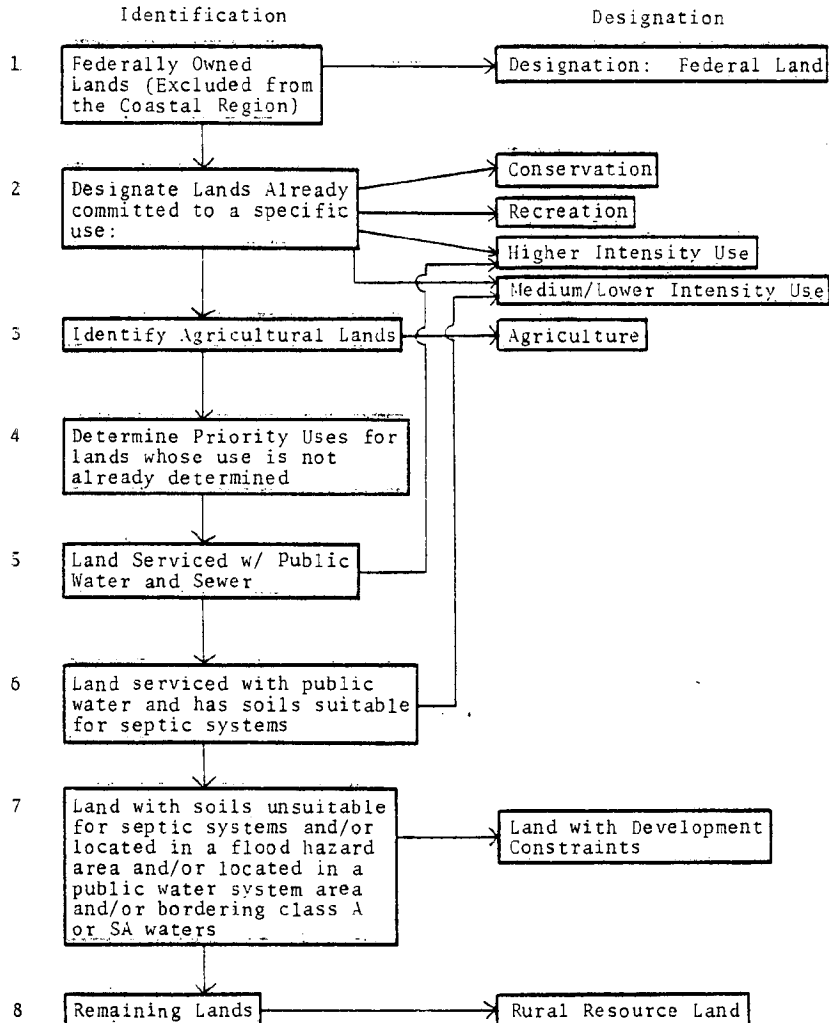 Identification
Designation
1
Federally Owned
Lands (Excluded from
the Coastal Region)
Designation: Federal Land
2
Designate Lands Already
committed to a specific
use:
Conservation
Recreation
Higher Intensity Use
Medium/Lower Intensity Use
3
Identify Agricultural Lands
Agriculture
4
Determine Priority Uses for
lands whose use is not
already determined
5
Land Serviced w/ Public
Water and Sewer
6
Land serviced with public
water and has soils suitable
for septic systems
7
Land with soils unsuitable
for septic systems and/or
located in a flood hazard
area and/or located in a
public water system area
and/or bordering class A
or SA waters
Land with Development
Constraints
8
Remaining Lands
Rural Resource Land